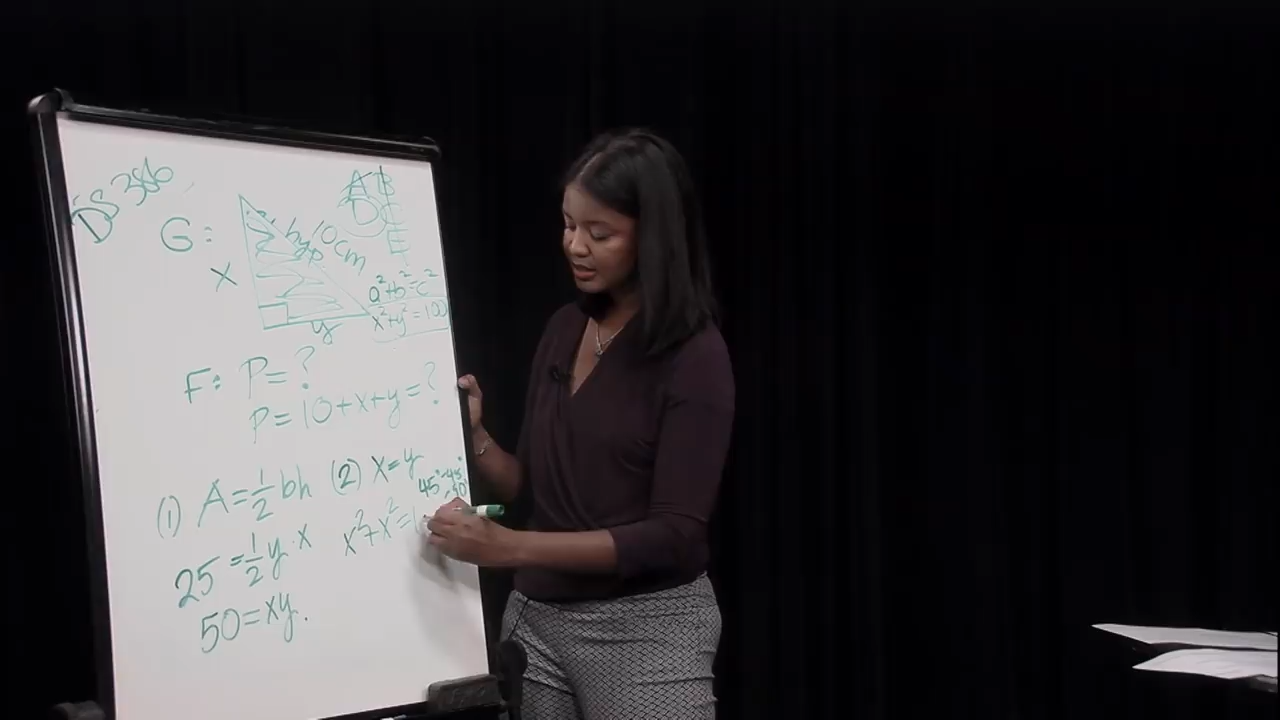 DS 386
G:
X
hyp 10cm
y
A B
D C
E
a²+b²=c²
x²+y²=100
F: P=?
P=10+x+y=?
(1) A=½bh
25=½y·x
50=xy.
(2) x=y
45°-45°
-90°
x²+x²=1